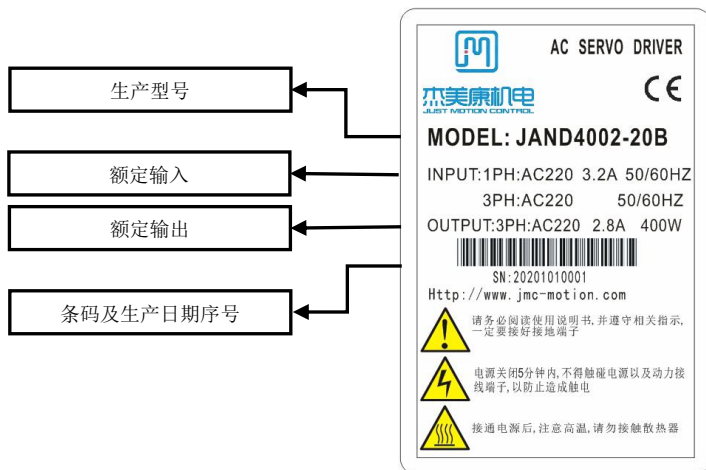 生产型号
额定输入
额定输出
条码及生产日期序号
JM
AC SERVO DRIVER
杰美康机电
JUST MOTION CONTROL
CE
MODEL: JAND4002-20B
INPUT:1PH:AC220 3.2A 50/60HZ
3PH:AC220 50/60HZ
OUTPUT:3PH:AC220 2.8A 400W
SN:20201010001
Http://www.jmc-motion.com
请务必阅读使用说明书,并遵守相关指示,
一定要接好接地端子
电源关闭5分钟内,不得触碰电源以及动力接
线端子,以防止造成触电
接通电源后,注意高温,请勿接触散热器